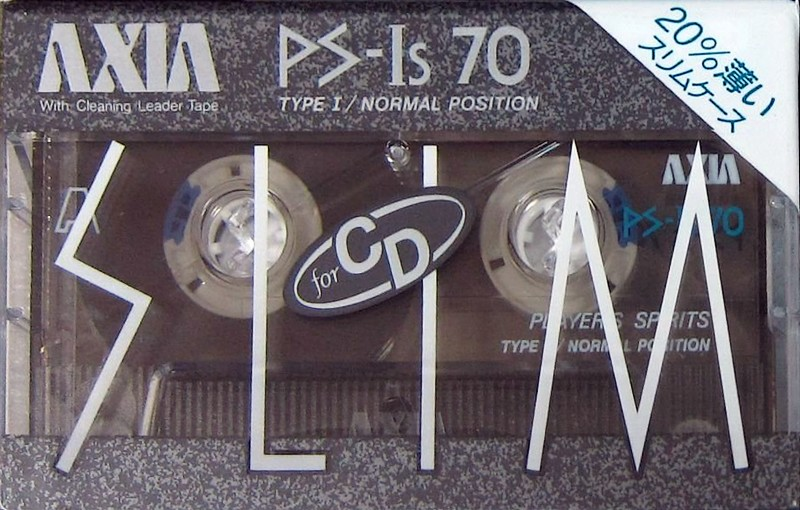 AXIA
PS-Is 70
With Cleaning Leader Tape
TYPE I/NORMAL POSITION
20%薄い
スリムケース
SLIM
for CD
A
AXIA
PLAYER'S SPIRITS
POSITION